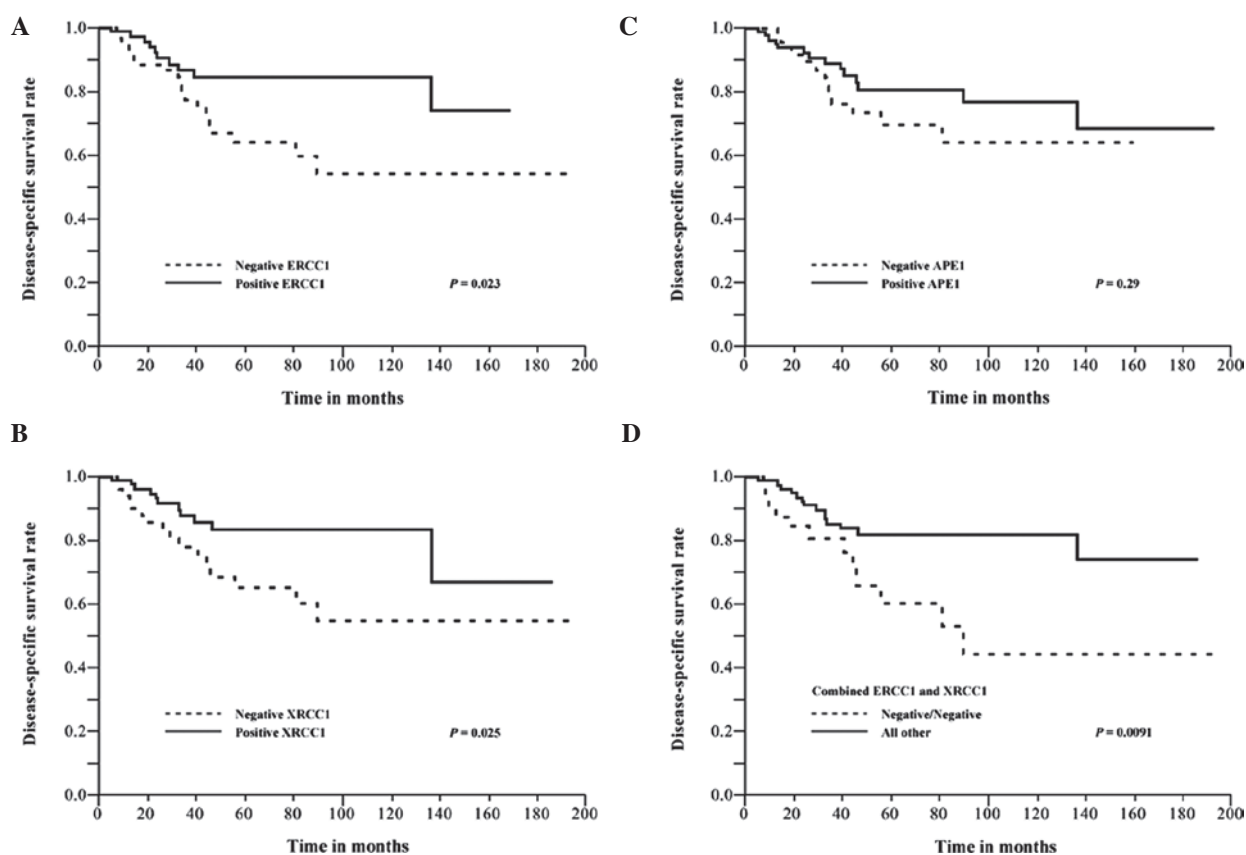 A
Disease-specific survival rate
1.0
0.8
0.6
0.4
0.2
0.0
Negative ERCC1
Positive ERCC1
P = 0.023
0 20 40 60 80 100 120 140 160 180 200
Time in months
B
Disease-specific survival rate
1.0
0.8
0.6
0.4
0.2
0.0
Negative XRCC1
Positive XRCC1
P = 0.025
0 20 40 60 80 100 120 140 160 180 200
Time in months
C
Disease-specific survival rate
1.0
0.8
0.6
0.4
0.2
0.0
Negative APE1
Positive APE1
P = 0.29
0 20 40 60 80 100 120 140 160 180 200
Time in months
D
Disease-specific survival rate
1.0
0.8
0.6
0.4
0.2
0.0
Combined ERCC1 and XRCC1
Negative/Negative
All other
P = 0.0091
0 20 40 60 80 100 120 140 160 180 200
Time in months